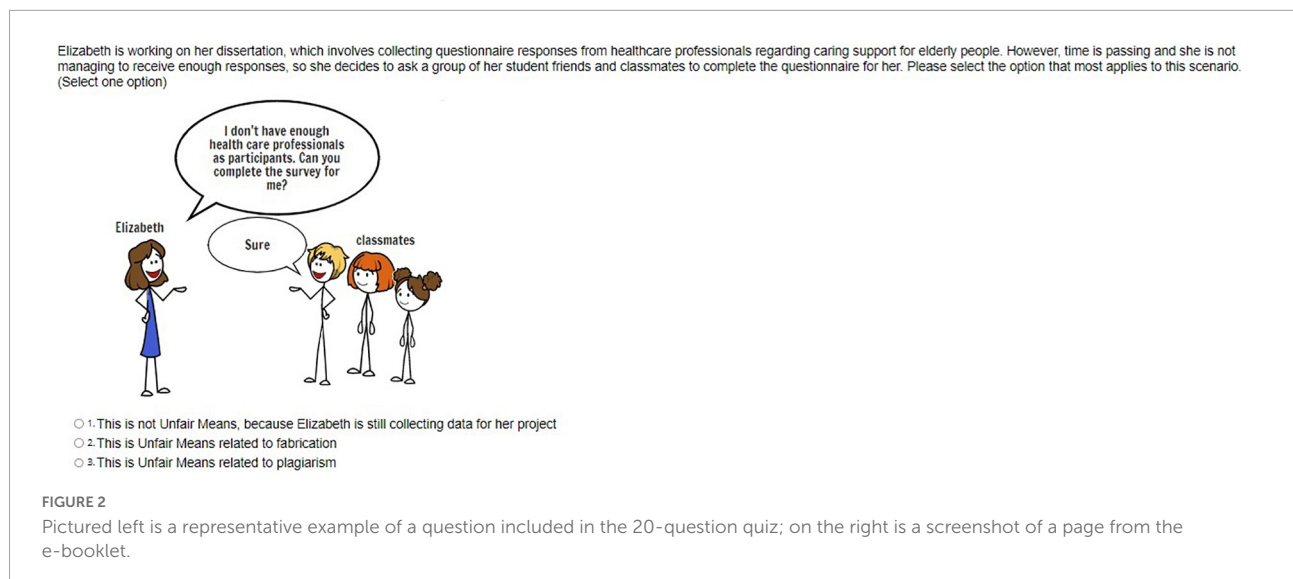 Elizabeth is working on her dissertation, which involves collecting questionnaire responses from healthcare professionals regarding caring support for elderly people. However, time is passing and she is not
managing to receive enough responses, so she decides to ask a group of her student friends and classmates to complete the questionnaire for her. Please select the option that most applies to this scenario.
(Select one option)
I don't have enough
health care professionals
as participants. Can you
complete the survey for
me?
Elizabeth
Sure
classmates
1. This is not Unfair Means, because Elizabeth is still collecting data for her project
2. This is Unfair Means related to fabrication
3. This is Unfair Means related to plagiarism
FIGURE 2
Pictured left is a representative example of a question included in the 20-question quiz; on the right is a screenshot of a page from the
e-booklet.